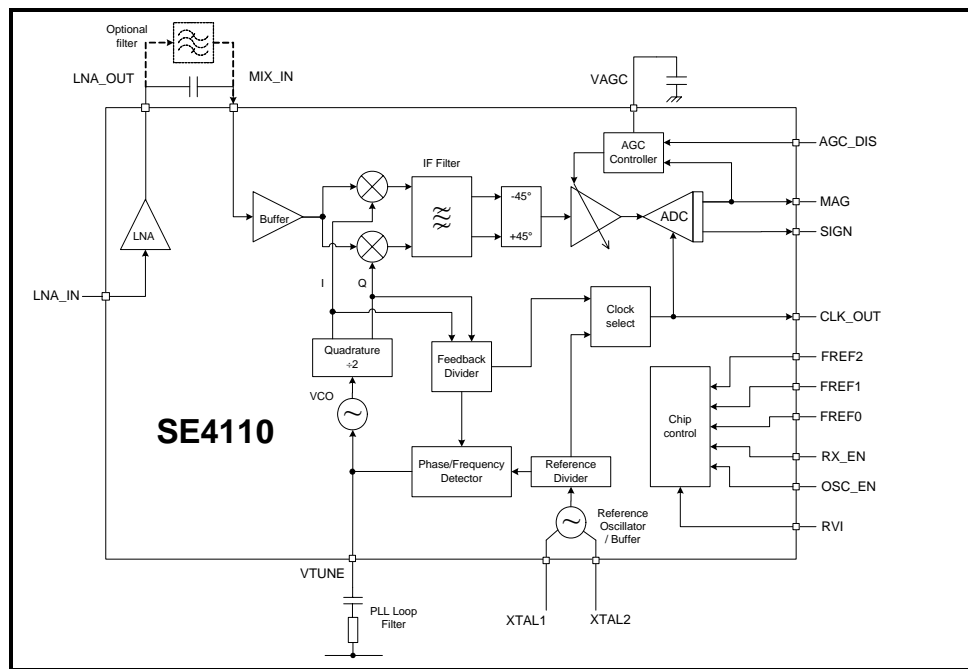 Optional
filter
LNA_OUT
MIX_IN
VAGC
AGC
Controller
AGC_DIS
IF Filter
-45°
+45°
Buffer
LNA
ADC
MAG
SIGN
LNA_IN
I
Q
Clock
select
CLK_OUT
Quadrature
÷2
Feedback
Divider
FREF2
FREF1
FREF0
RX_EN
OSC_EN
RVI
VCO
Chip
control
SE4110
Phase/Frequency
Detector
Reference
Divider
Reference
Oscillator
/ Buffer
VTUNE
PLL Loop
Filter
XTAL1
XTAL2